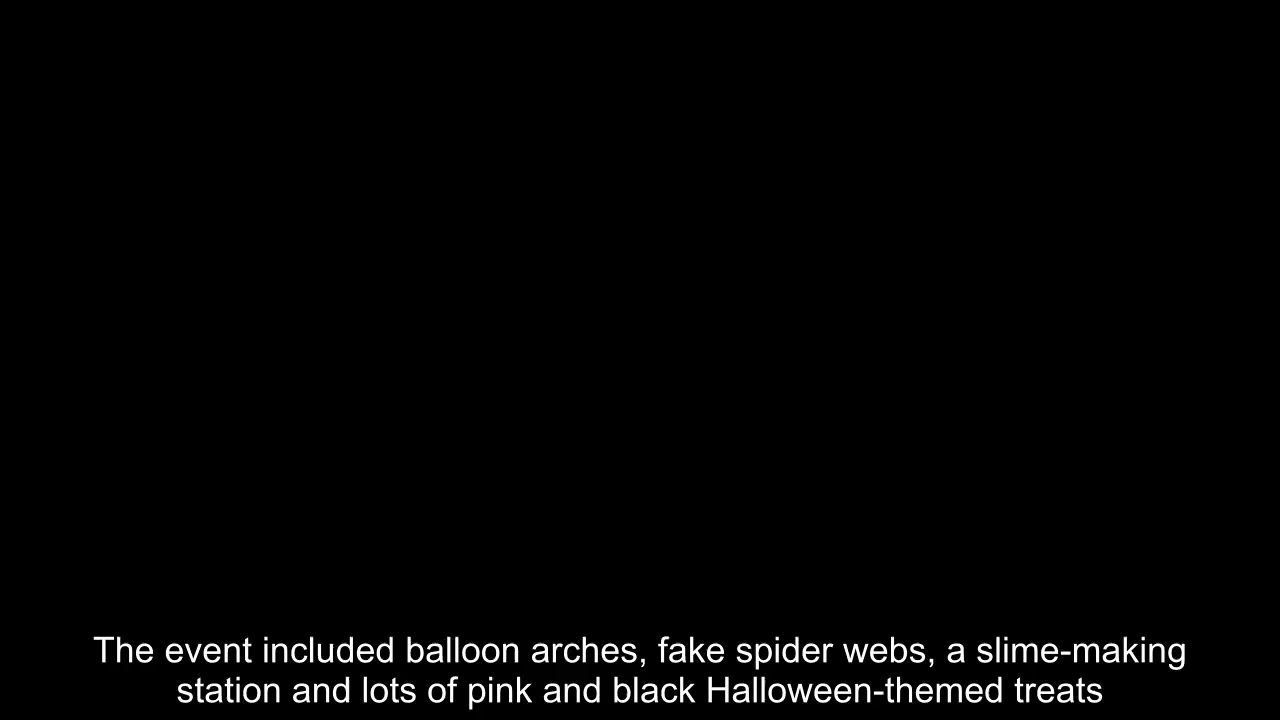 The event included balloon arches, fake spider webs, a slime-making
station and lots of pink and black Halloween-themed treats